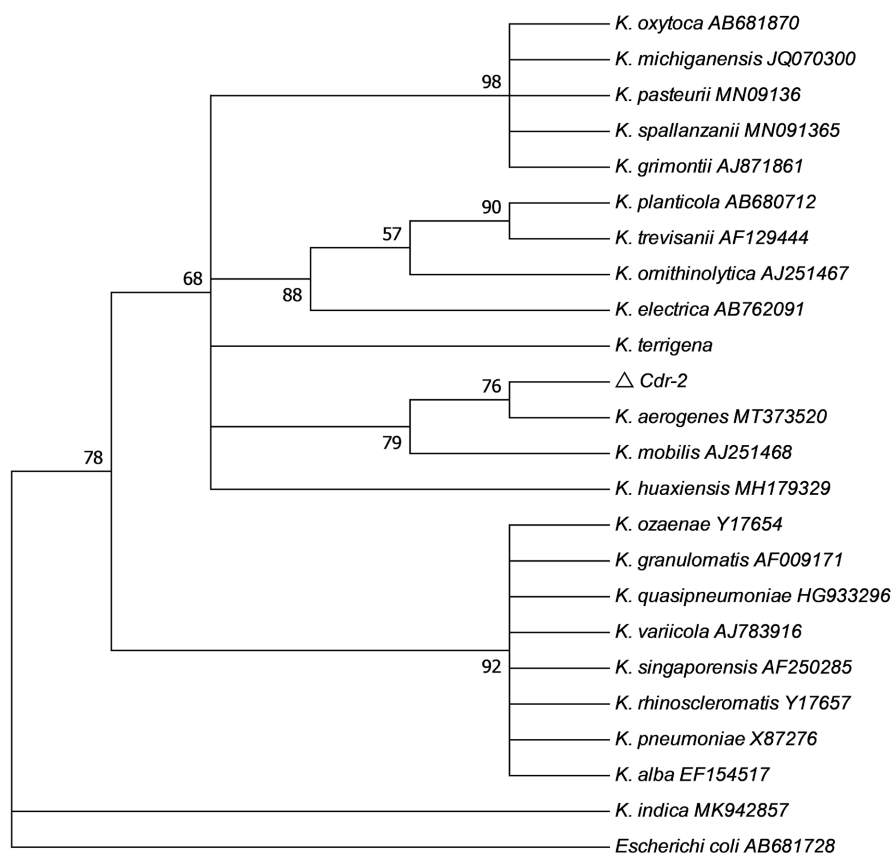 K. oxytoca AB681870
K. michiganensis JQ070300
98
K. pasteurii MN09136
K. spallanzanii MN091365
K. grimontii AJ871861
90
K. planticola AB680712
57
K. trevisanii AF129444
68
K. ornithinolytica AJ251467
88
K. electrica AB762091
K. terrigena
76
△ Cdr-2
K. aerogenes MT373520
79
K. mobilis AJ251468
78
K. huaxiensis MH179329
K. ozaenae Y17654
K. granulomatis AF009171
K. quasipneumoniae HG933296
K. variicola AJ783916
92
K. singaporensis AF250285
K. rhinoscleromatis Y17657
K. pneumoniae X87276
K. alba EF154517
K. indica MK942857
Escherichi coli AB681728